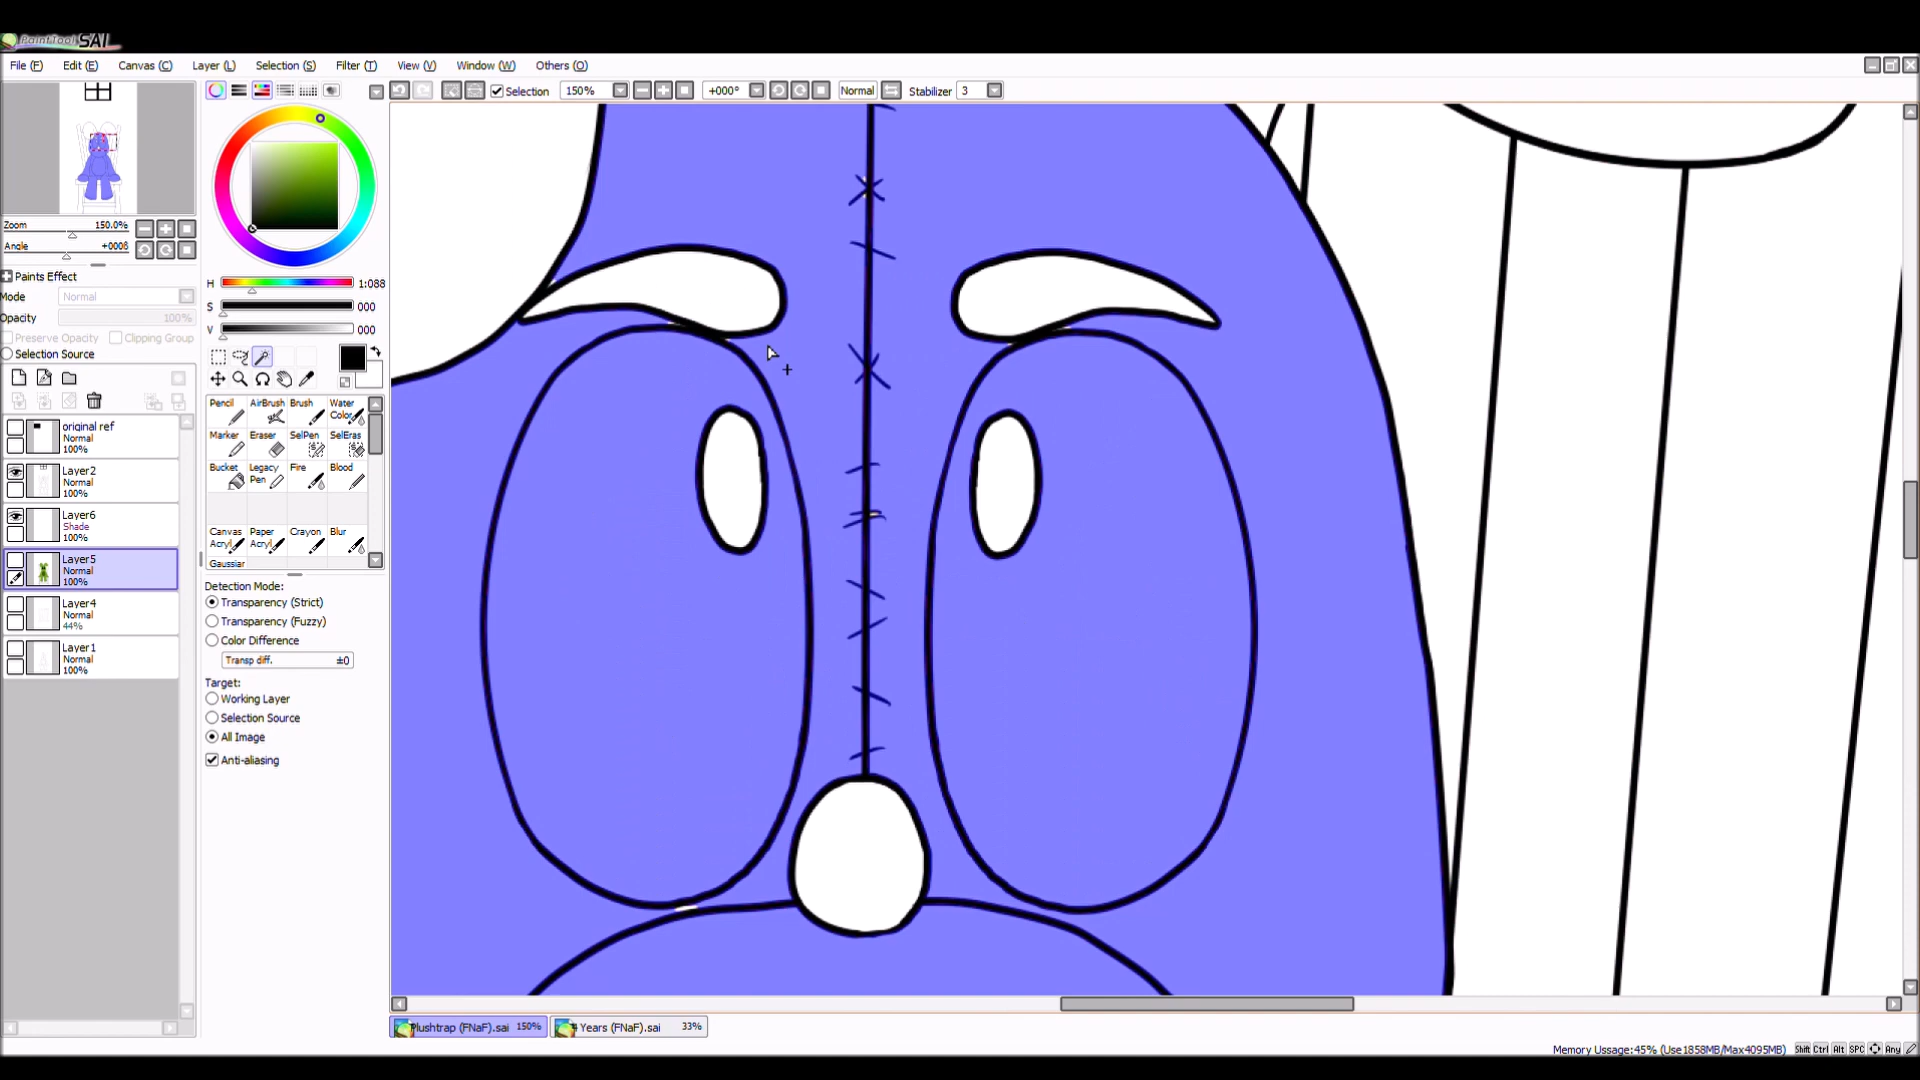 PaintTool SAI
File (F) Edit (E) Canvas (C) Layer (L) Selection (S) Filter (T) View (V) Window (W) Others (O)
Selection 150% +000° Normal Stabilizer 3
Zoom 150.0%
Angle +000ß
Paints Effect
Mode Normal
Opacity 100%
Preserve Opacity Clipping Group
Selection Source
original ref
Normal
100%
Layer2
Normal
100%
Layer6
Shade
100%
Layer5
Normal
100%
Layer4
Normal
44%
Layer1
Normal
100%
H 1:088
S 000
V 000
Pencil AirBrush Brush Water Color
Marker Eraser SelPen SelEras
Bucket Legacy Pen Fire Blood
Canvas Acryl Paper Acryl Crayon Blur
Gaussiar
Detection Mode:
Transparency (Strict)
Transparency (Fuzzy)
Color Difference
Transp diff. ±0
Target:
Working Layer
Selection Source
All Image
Anti-aliasing
Plushtrap (FNaF).sai 150% Years (FNaF).sai 33%
Memory Ussage:45% (Use1858MB/Max4095MB) Shift Ctrl Alt SPC Any